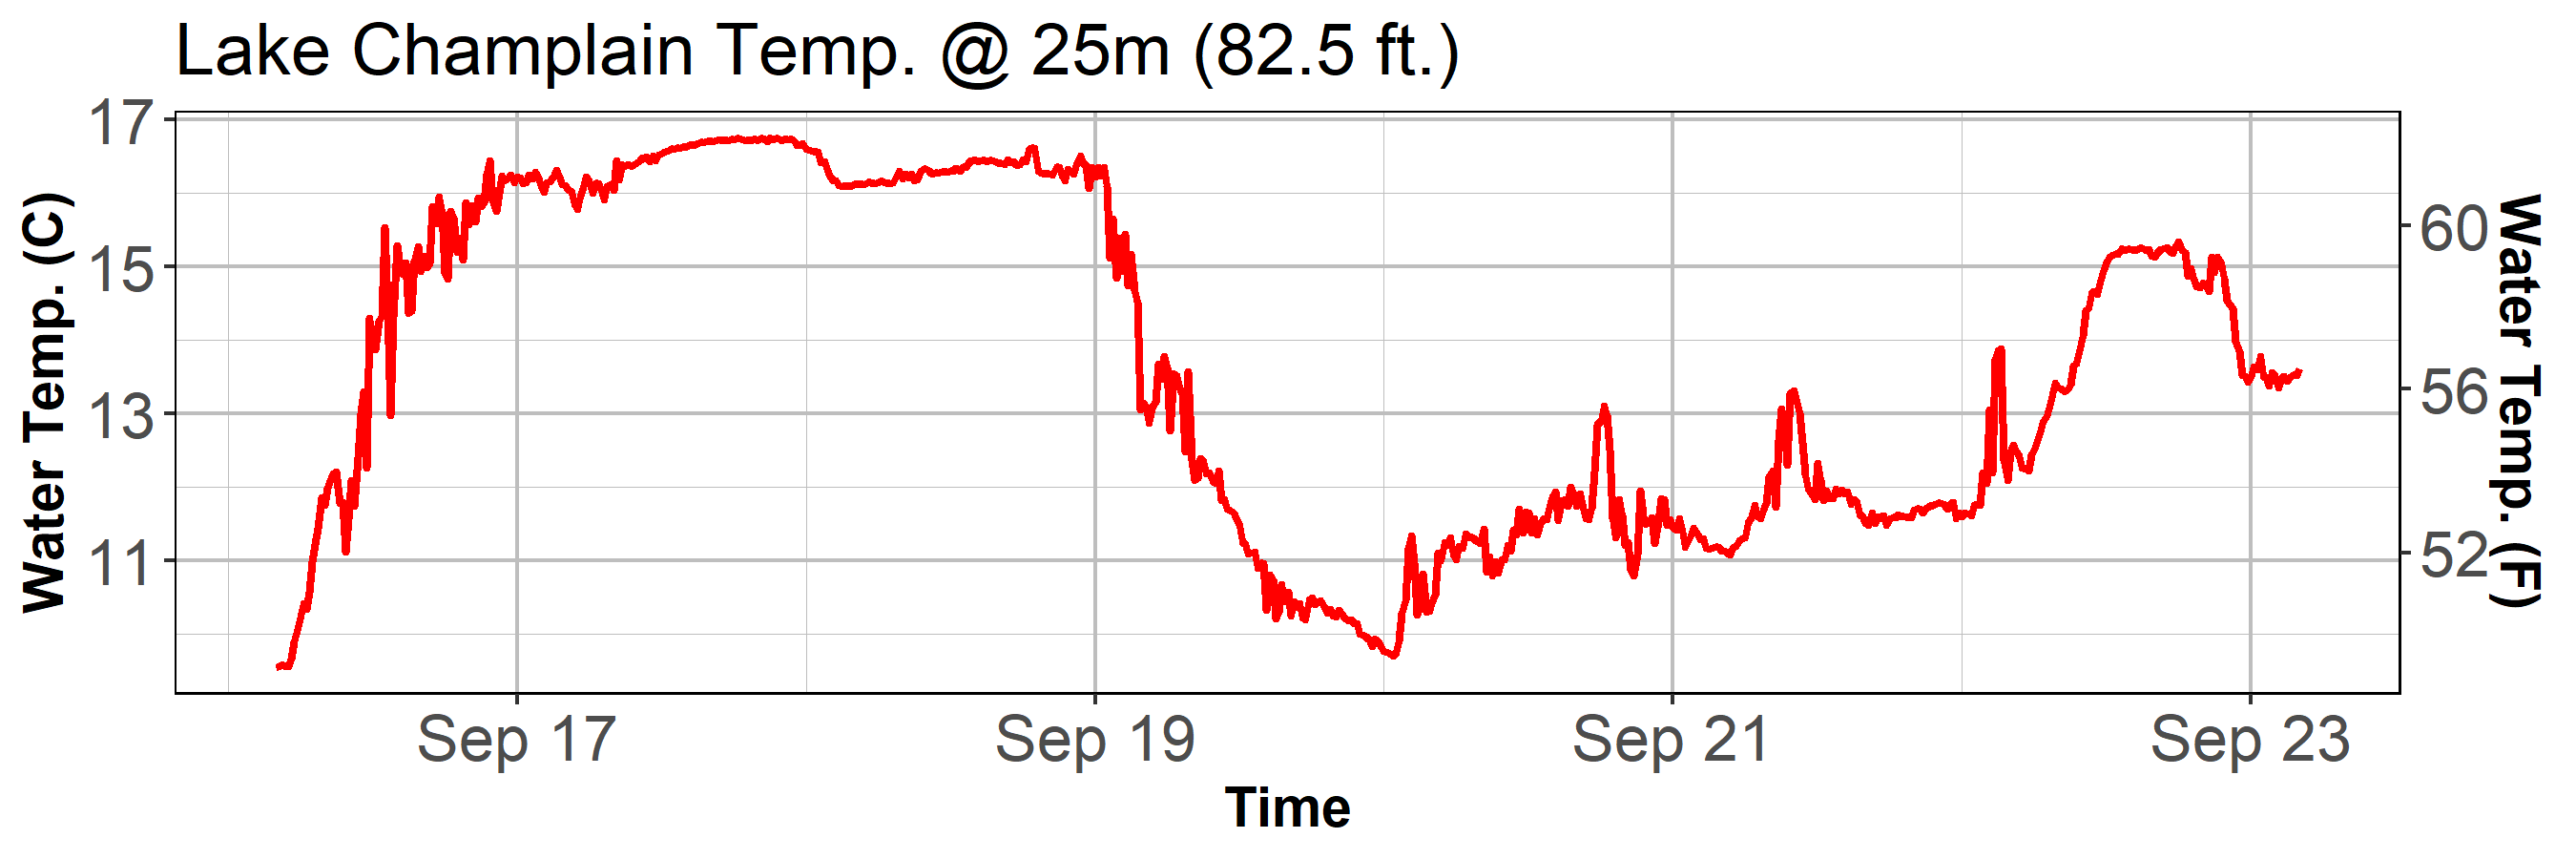 Lake Champlain Temp. @ 25m (82.5 ft.)
Water Temp. (C)
17
15
13
11
60
56
52
Water Temp. (F)
Sep 17
Sep 19
Sep 21
Sep 23
Time